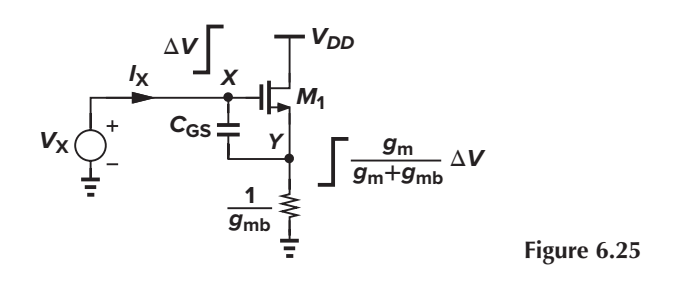 ΔV
V_DD
I_X
X
M_1
C_GS
V_X
+
−
Y
g_m / (g_m+g_mb) ΔV
1 / g_mb
Figure 6.25